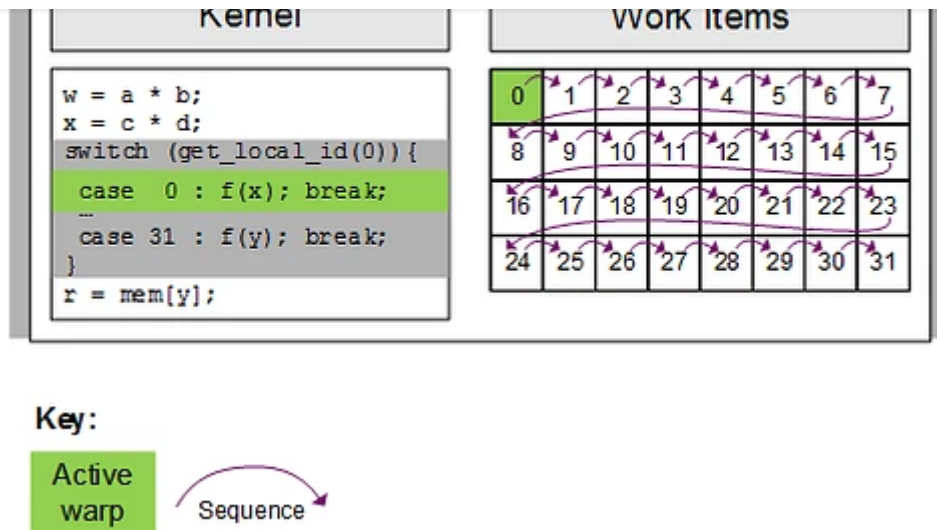 Kernel
Work Items
w = a * b;
x = c * d;
switch (get_local_id(0)){
case 0 : f(x); break;
…
case 31 : f(y); break;
}
r = mem[y];
0 1 2 3 4 5 6 7
8 9 10 11 12 13 14 15
16 17 18 19 20 21 22 23
24 25 26 27 28 29 30 31
Key:
Active
warp
Sequence